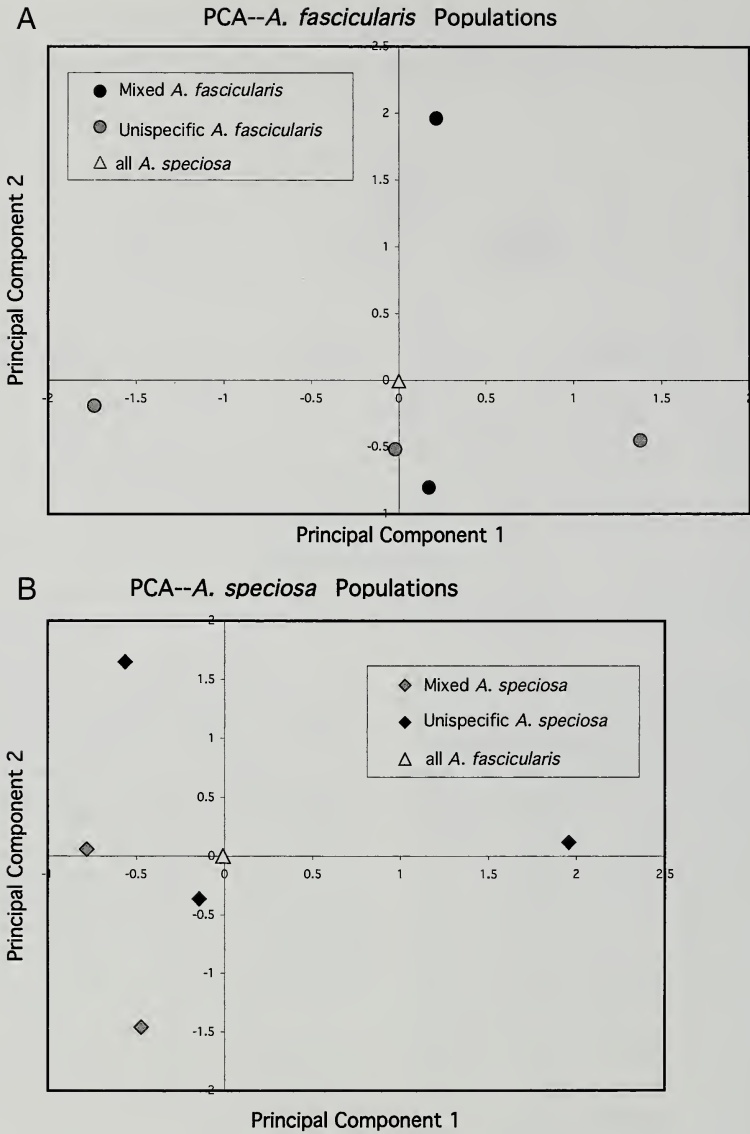 A
PCA--A. fascicularis Populations
2.5
Mixed A. fascicularis
Unispecific A. fascicularis
all A. speciosa
2
1.5
1
0.5
0
-2 -1.5 -1 -0.5 0 0.5 1 1.5 2
-0.5
-1
Principal Component 2
Principal Component 1
B
PCA--A. speciosa Populations
2
Mixed A. speciosa
Unispecific A. speciosa
all A. fascicularis
1.5
1
0.5
0
-1 -0.5 0 0.5 1 1.5 2 2.5
-0.5
-1
-1.5
-2
Principal Component 2
Principal Component 1